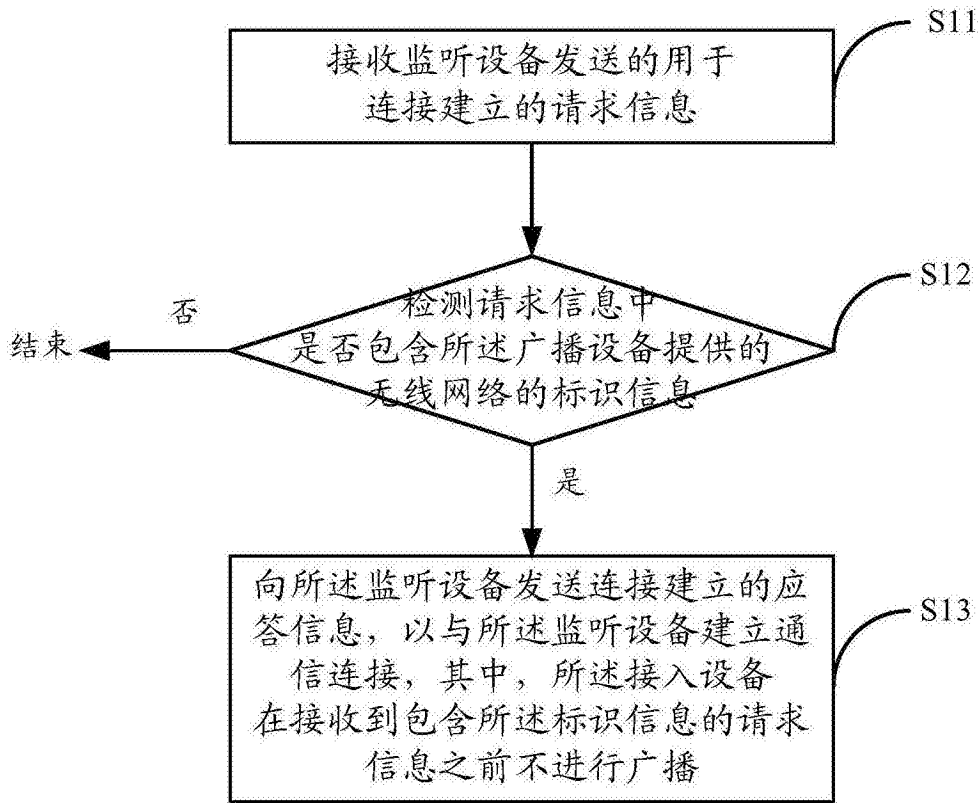 S11
接收监听设备发送的用于
连接建立的请求信息
S12
检测请求信息中
是否包含所述广播设备提供的
无线网络的标识信息
否
结束
是
S13
向所述监听设备发送连接建立的应
答信息，以与所述监听设备建立通
信连接，其中，所述接入设备
在接收到包含所述标识信息的请求
信息之前不进行广播